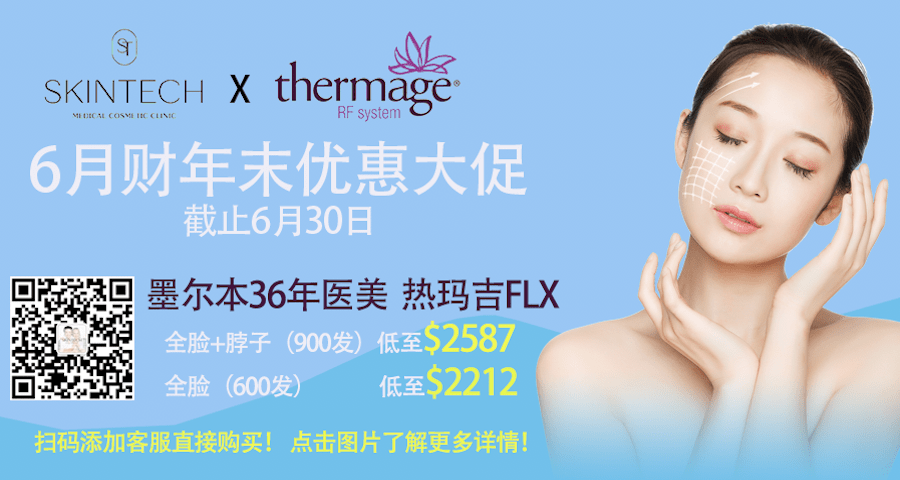 ST
SKINTECH
MEDICAL COSMETIC CLINIC
X
thermage®
RF system
6月财年末优惠大促
截止6月30日
墨尔本36年医美 热玛吉FLX
全脸+脖子（900发）低至$2587
全脸（600发） 低至$2212
扫码添加客服直接购买！ 点击图片了解更多详情！